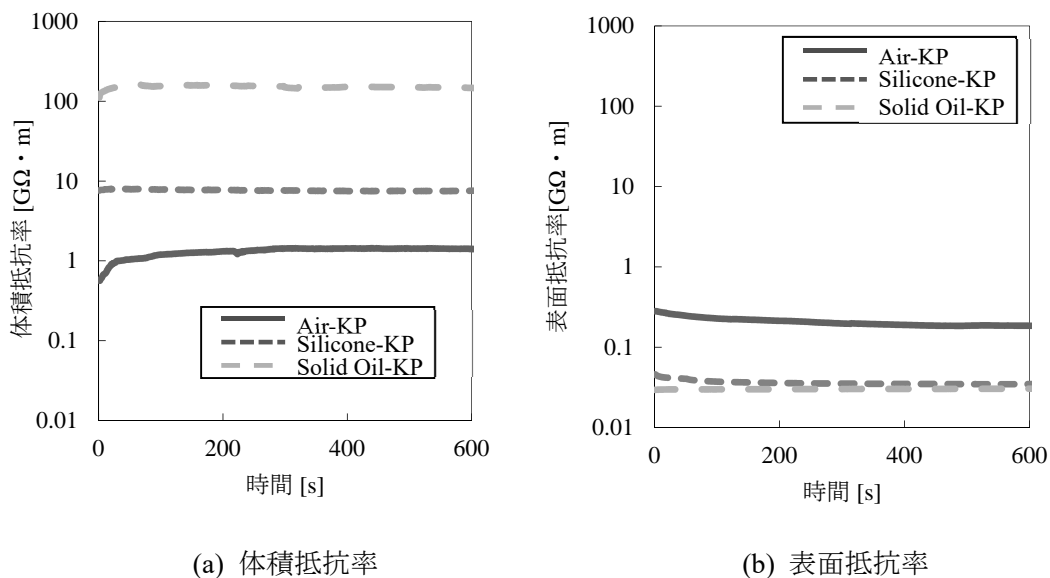 1000
100
10
1
0.1
0.01
体積抵抗率 [GΩ・m]
Air-KP
Silicone-KP
Solid Oil-KP
0
200
400
600
時間 [s]
(a) 体積抵抗率
1000
100
10
1
0.1
0.01
表面抵抗率[GΩ・m]
Air-KP
Silicone-KP
Solid Oil-KP
0
200
400
600
時間 [s]
(b) 表面抵抗率